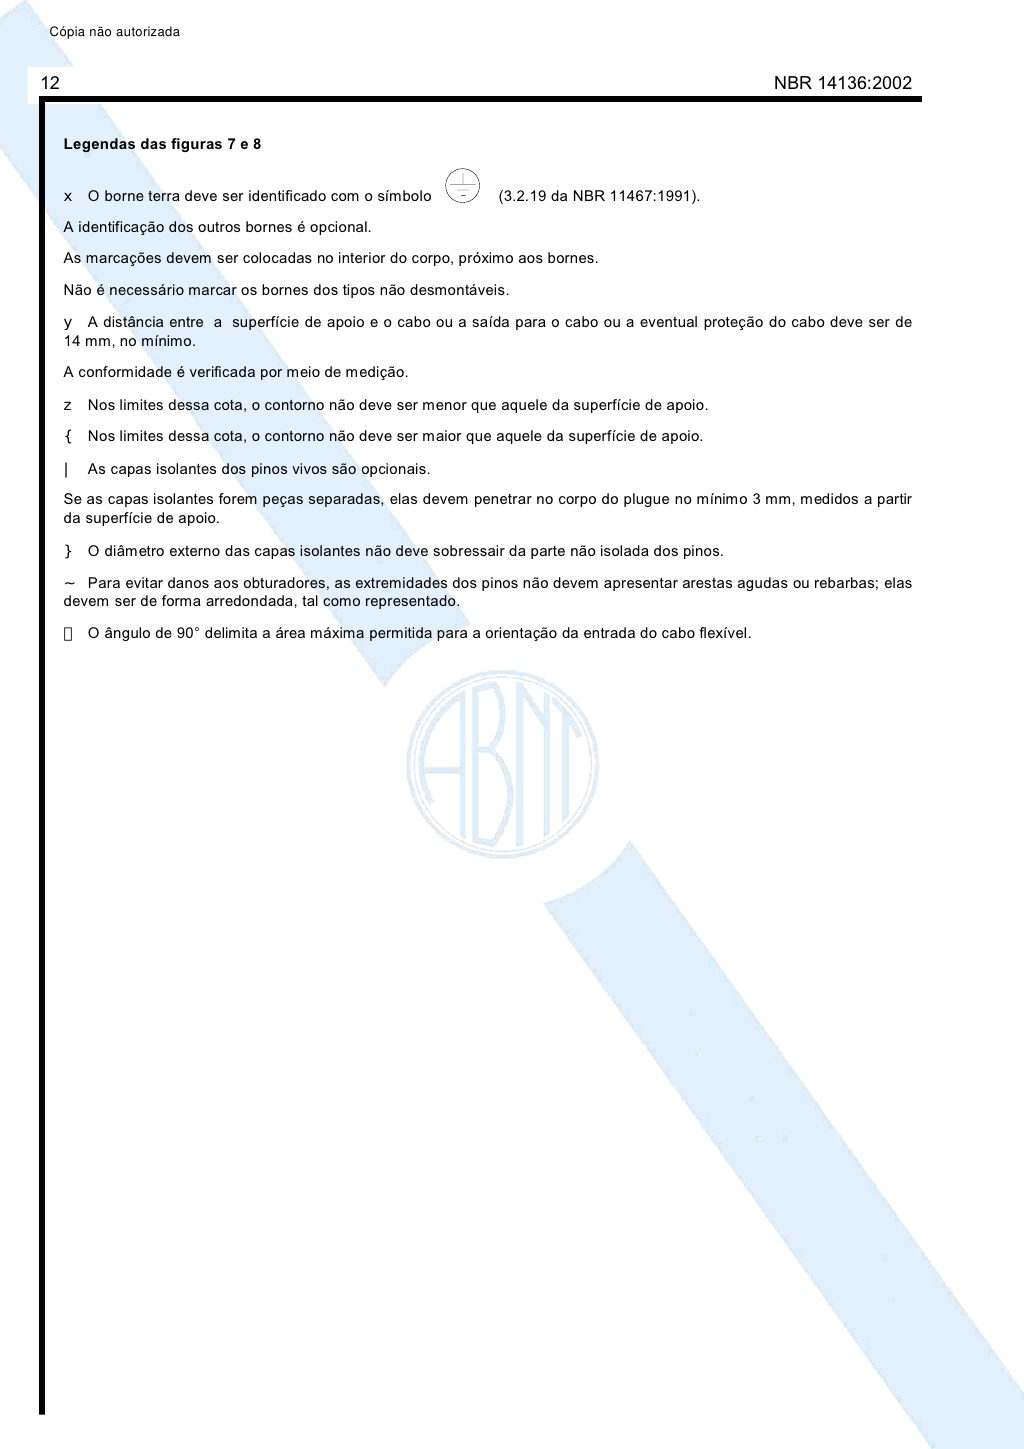 Cópia não autorizada
12 NBR 14136:2002
Legendas das figuras 7 e 8
x O borne terra deve ser identificado com o símbolo (3.2.19 da NBR 11467:1991).
A identificação dos outros bornes é opcional.
As marcações devem ser colocadas no interior do corpo, próximo aos bornes.
Não é necessário marcar os bornes dos tipos não desmontáveis.
y A distância entre a superfície de apoio e o cabo ou a saída para o cabo ou a eventual proteção do cabo deve ser de
14 mm, no mínimo.
A conformidade é verificada por meio de medição.
z Nos limites dessa cota, o contorno não deve ser menor que aquele da superfície de apoio.
{ Nos limites dessa cota, o contorno não deve ser maior que aquele da superfície de apoio.
| As capas isolantes dos pinos vivos são opcionais.
Se as capas isolantes forem peças separadas, elas devem penetrar no corpo do plugue no mínimo 3 mm, medidos a partir
da superfície de apoio.
} O diâmetro externo das capas isolantes não deve sobressair da parte não isolada dos pinos.
~ Para evitar danos aos obturadores, as extremidades dos pinos não devem apresentar arestas agudas ou rebarbas; elas
devem ser de forma arredondada, tal como representado.
▯ O ângulo de 90° delimita a área máxima permitida para a orientação da entrada do cabo flexível.
ABNT